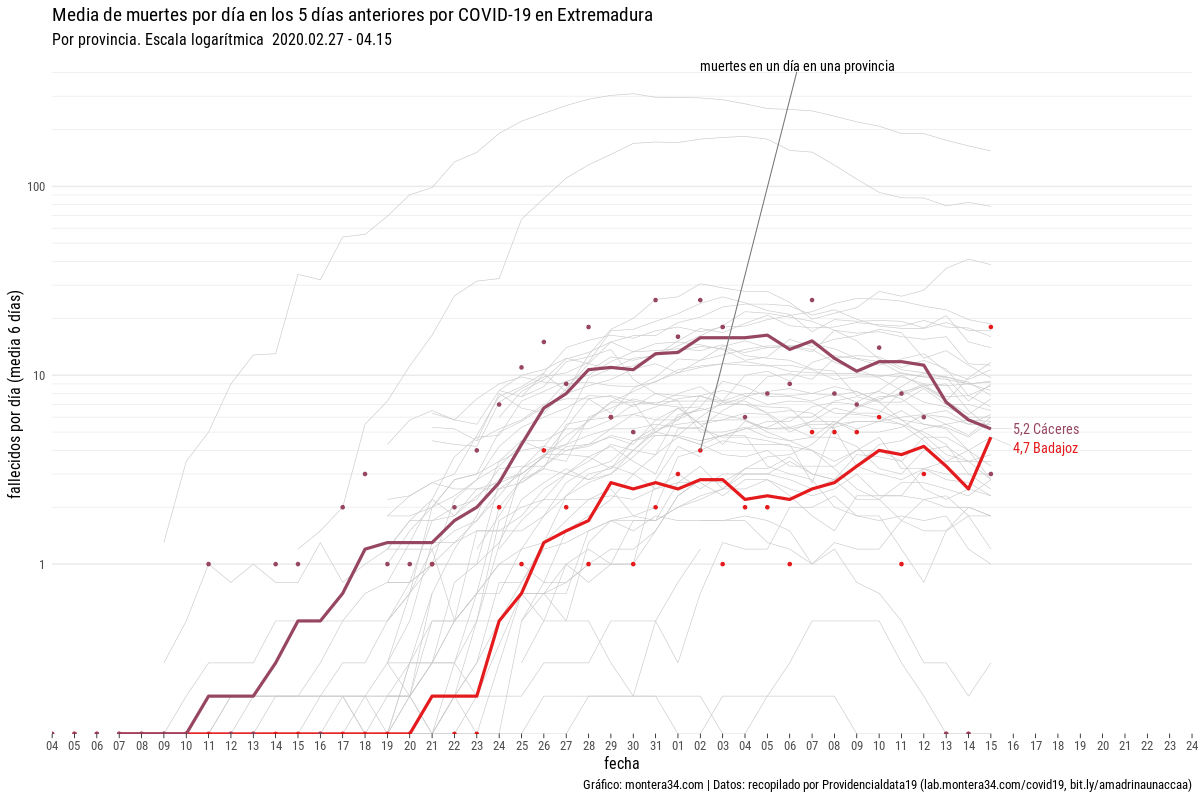 Media de muertes por día en los 5 días anteriores por COVID-19 en Extremadura
Por provincia. Escala logarítmica 2020.02.27 - 04.15
muertes en un día en una provincia
fallecidos por día (media 6 días)
100
10
1
5,2 Cáceres
4,7 Badajoz
04 05 06 07 08 09 10 11 12 13 14 15 16 17 18 19 20 21 22 23 24 25 26 27 28 29 30 31 01 02 03 04 05 06 07 08 09 10 11 12 13 14 15 16 17 18 19 20 21 22 23 24
fecha
Gráfico: montera34.com | Datos: recopilado por Providencialdata19 (lab.montera34.com/covid19, bit.ly/amadrinaunaccaa)